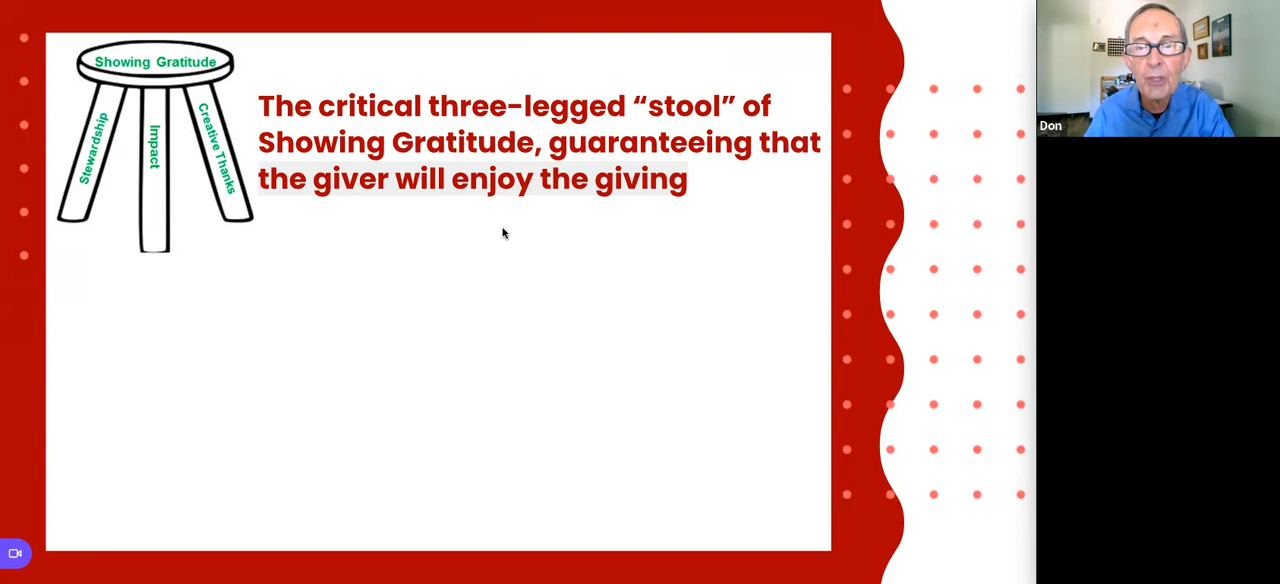 Showing Gratitude
Stewardship
Impact
Creative Thanks
The critical three-legged “stool” of
Showing Gratitude, guaranteeing that
the giver will enjoy the giving
Don